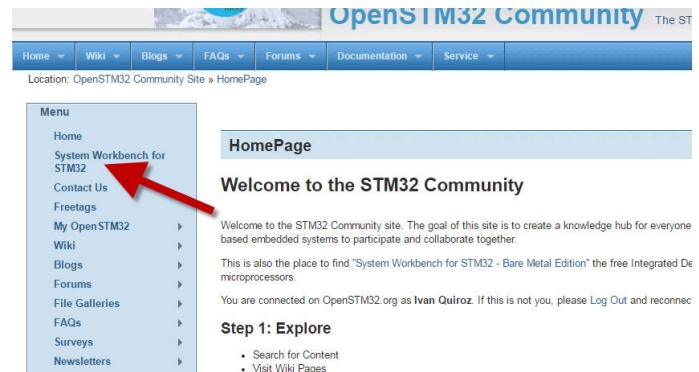 OpenSTM32 Community The ST
Home Wiki Blogs FAQs Forums Documentation Service
Location: OpenSTM32 Community Site » HomePage
Menu
Home
System Workbench for
STM32
Contact Us
Freetags
My OpenSTM32
Wiki
Blogs
Forums
File Galleries
FAQs
Surveys
Newsletters
HomePage
Welcome to the STM32 Community
Welcome to the STM32 Community site. The goal of this site is to create a knowledge hub for everyone
based embedded systems to participate and collaborate together.
This is also the place to find "System Workbench for STM32 - Bare Metal Edition" the free Integrated De
microprocessors.
You are connected on OpenSTM32.org as Ivan Quiroz. If this is not you, please Log Out and reconnec
Step 1: Explore
• Search for Content
• Visit Wiki Pages